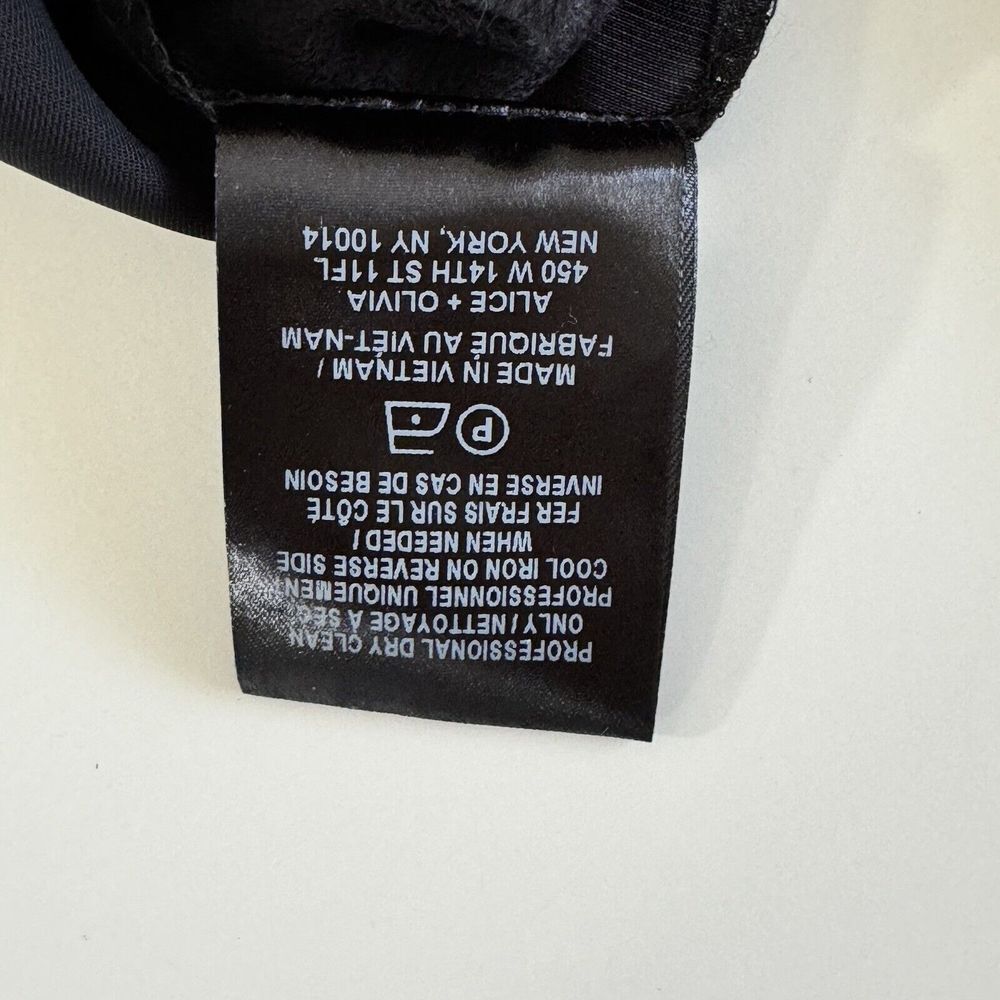 PROFESSIONAL DRY CLEAN
ONLY / NETTOYAGE À SEC
PROFESSIONNEL UNIQUEMENT
COOL IRON ON REVERSE SIDE
WHEN NEEDED /
FER FRAIS SUR LE CÔTÉ
INVERSE EN CAS DE BESOIN
P
MADE IN VIETNAM /
FABRIQUÉ AU VIÊT-NAM
ALICE + OLIVIA
450 W 14TH ST 11FL
NEW YORK, NY 10014